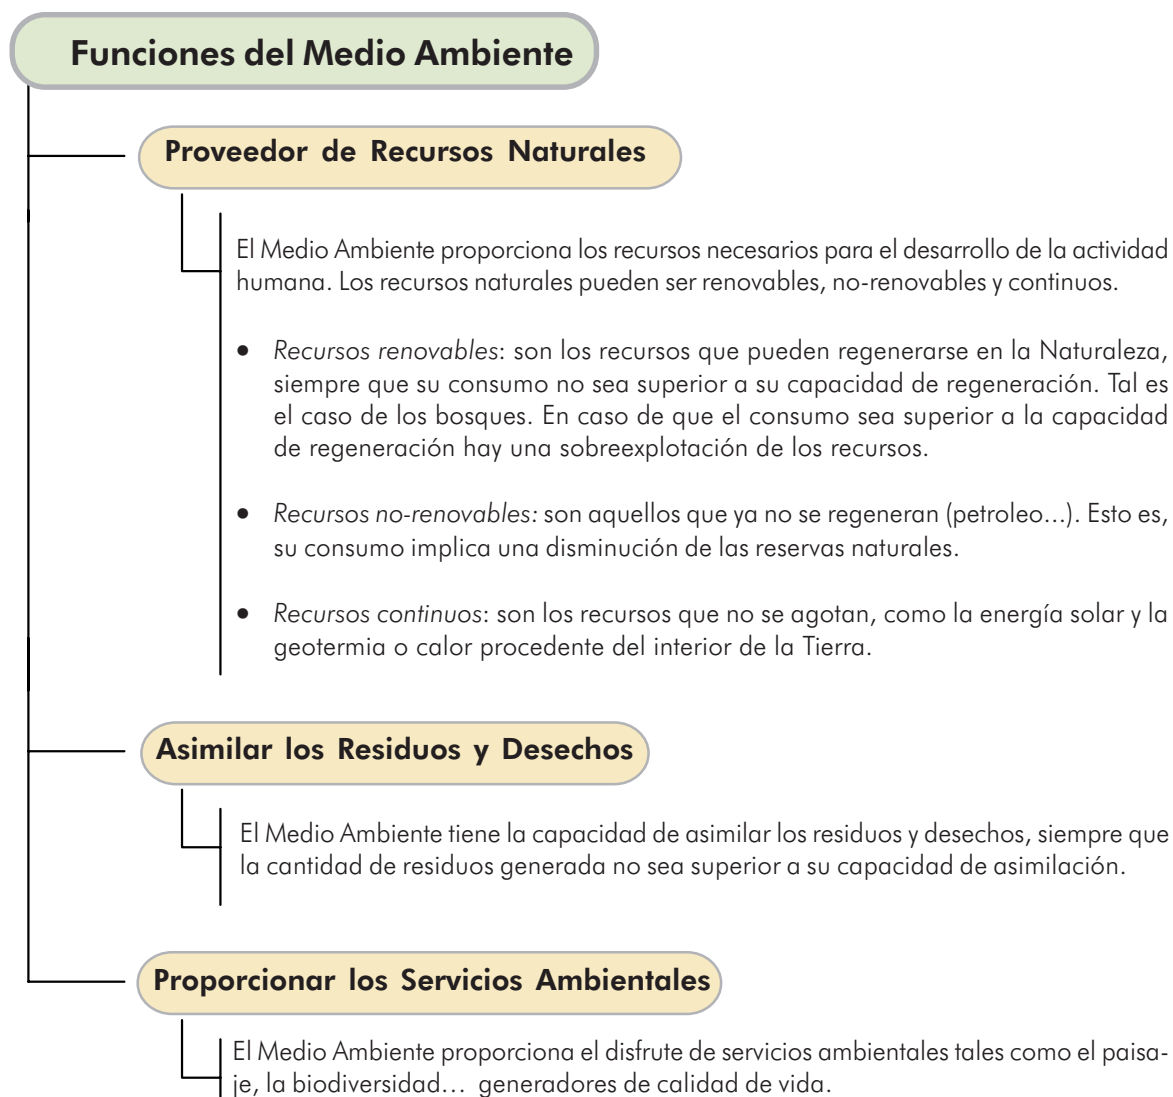 Funciones del Medio Ambiente
Proveedor de Recursos Naturales
El Medio Ambiente proporciona los recursos necesarios para el desarrollo de la actividad
humana. Los recursos naturales pueden ser renovables, no-renovables y continuos.
• Recursos renovables: son los recursos que pueden regenerarse en la Naturaleza,
siempre que su consumo no sea superior a su capacidad de regeneración. Tal es
el caso de los bosques. En caso de que el consumo sea superior a la capacidad
de regeneración hay una sobreexplotación de los recursos.
• Recursos no-renovables: son aquellos que ya no se regeneran (petroleo...). Esto es,
su consumo implica una disminución de las reservas naturales.
• Recursos continuos: son los recursos que no se agotan, como la energía solar y la
geotermia o calor procedente del interior de la Tierra.
Asimilar los Residuos y Desechos
El Medio Ambiente tiene la capacidad de asimilar los residuos y desechos, siempre que
la cantidad de residuos generada no sea superior a su capacidad de asimilación.
Proporcionar los Servicios Ambientales
El Medio Ambiente proporciona el disfrute de servicios ambientales tales como el paisa-
je, la biodiversidad... generadores de calidad de vida.